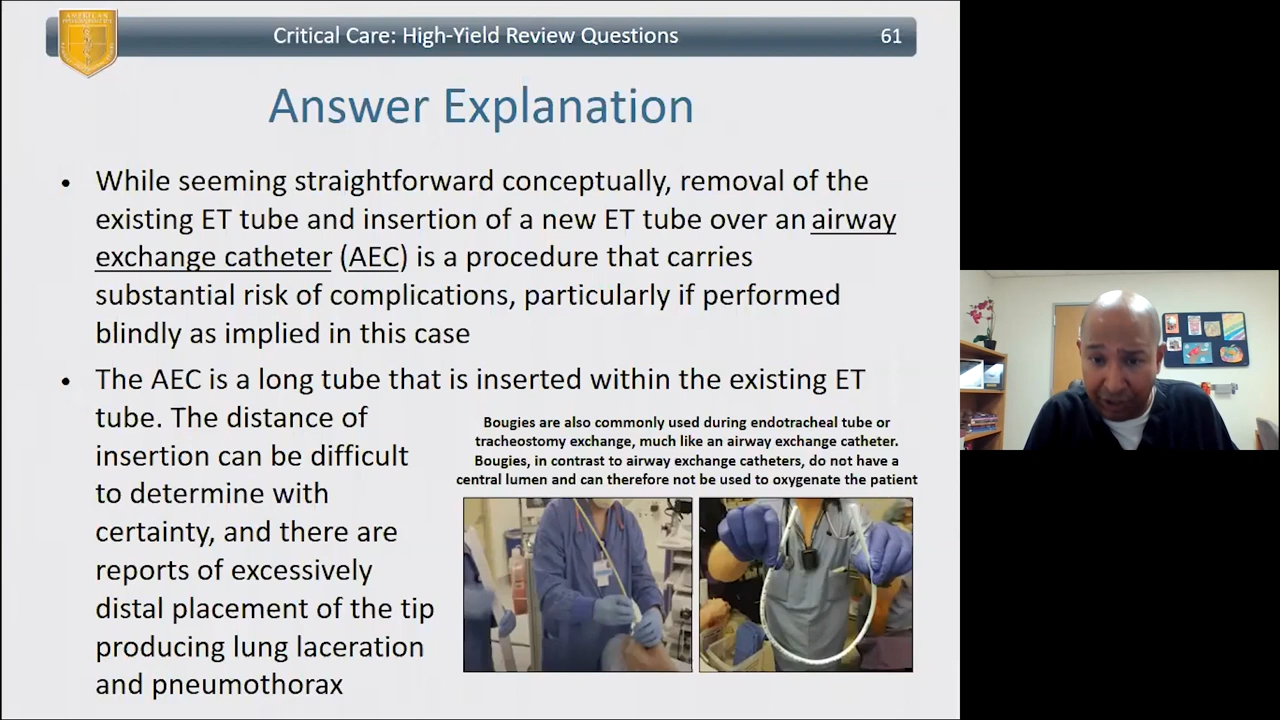 AMERICAN
Critical Care: High-Yield Review Questions
61
Answer Explanation
• While seeming straightforward conceptually, removal of the
existing ET tube and insertion of a new ET tube over an airway
exchange catheter (AEC) is a procedure that carries
substantial risk of complications, particularly if performed
blindly as implied in this case
• The AEC is a long tube that is inserted within the existing ET
tube. The distance of
insertion can be difficult
to determine with
certainty, and there are
reports of excessively
distal placement of the tip
producing lung laceration
and pneumothorax
Bougies are also commonly used during endotracheal tube or
tracheostomy exchange, much like an airway exchange catheter.
Bougies, in contrast to airway exchange catheters, do not have a
central lumen and can therefore not be used to oxygenate the patient